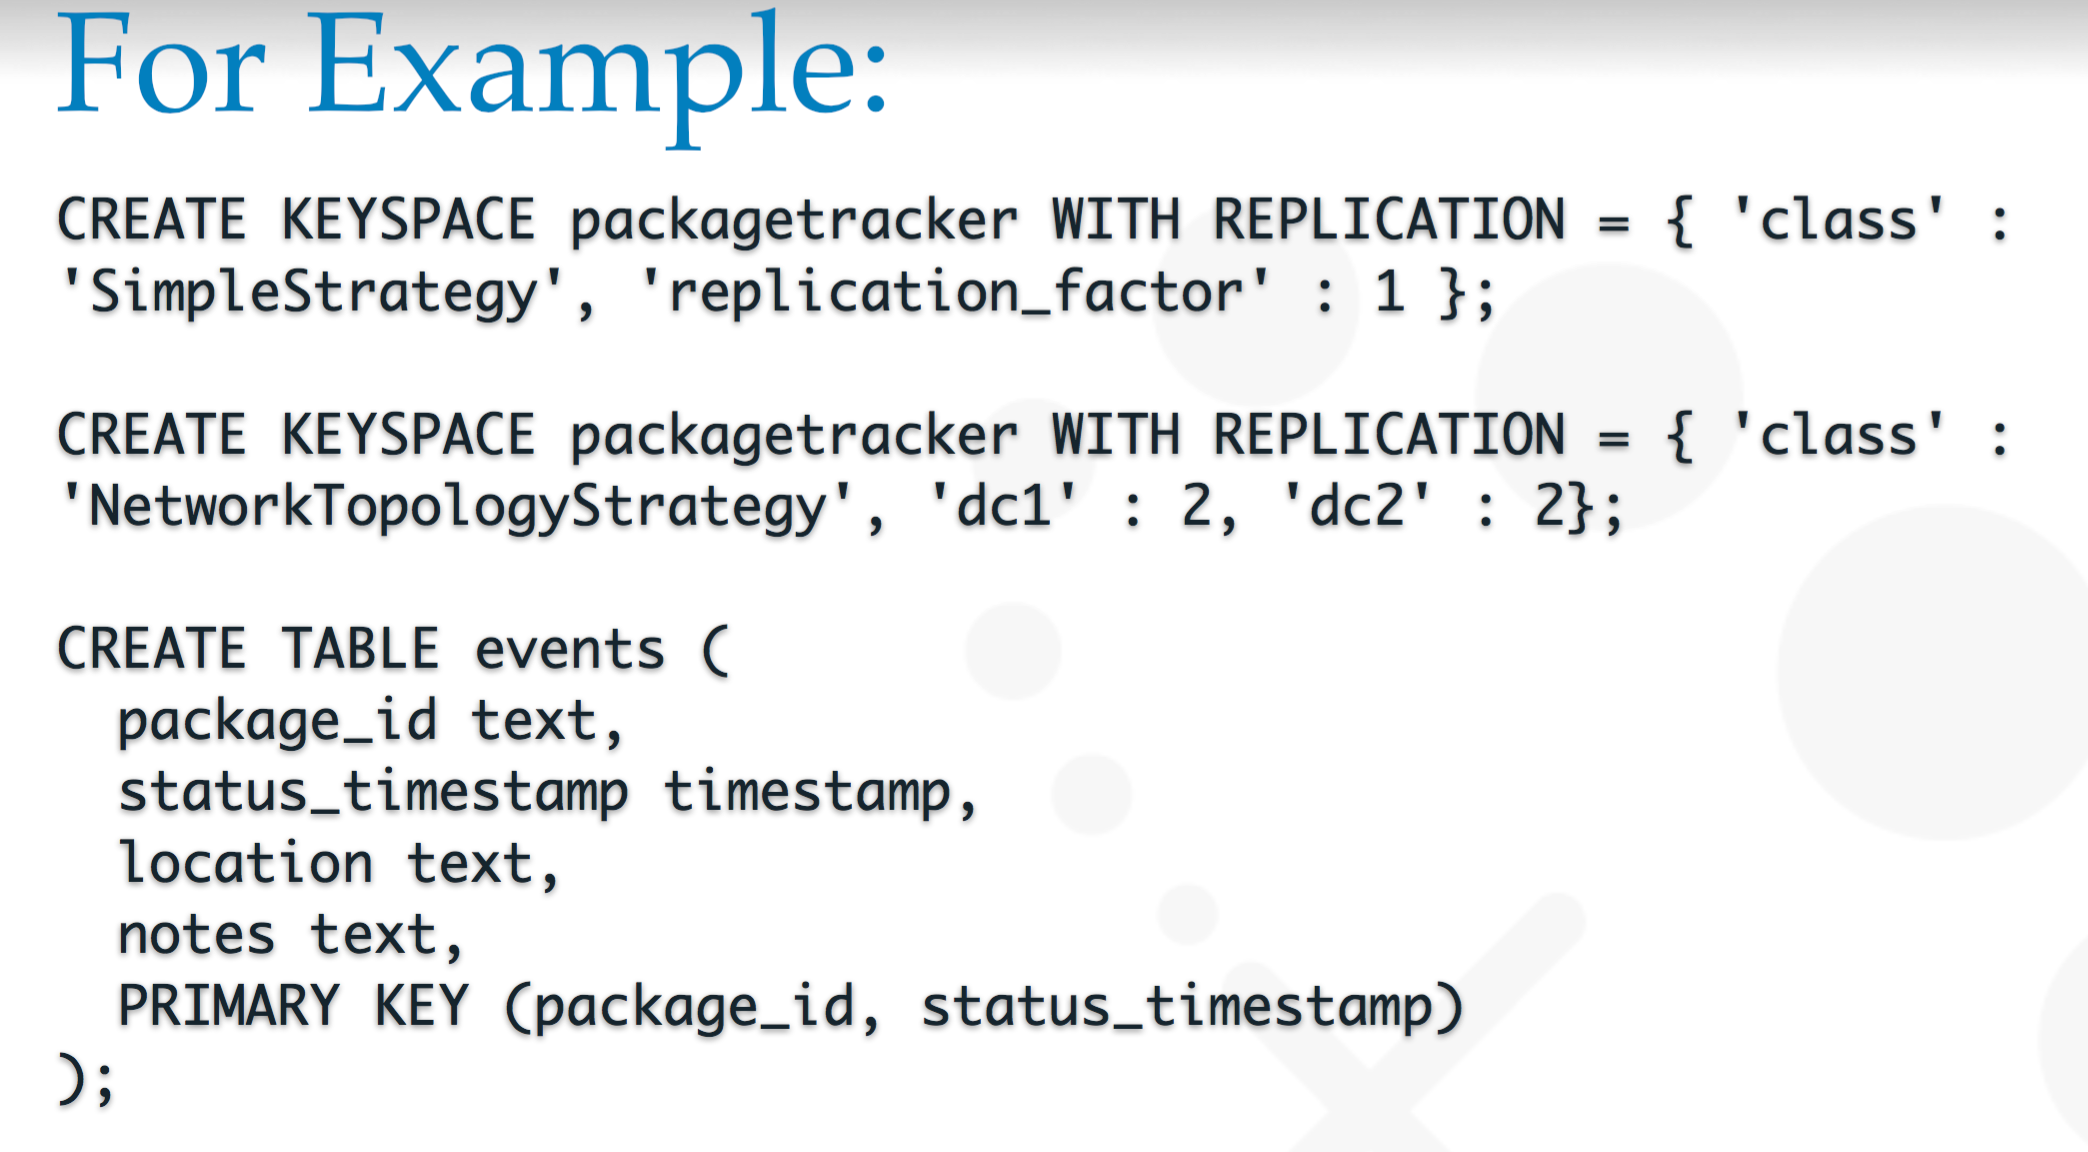 For Example:
CREATE KEYSPACE packagetracker WITH REPLICATION = { 'class' :
'SimpleStrategy', 'replication_factor' : 1 };
CREATE KEYSPACE packagetracker WITH REPLICATION = { 'class' :
'NetworkTopologyStrategy', 'dc1' : 2, 'dc2' : 2};
CREATE TABLE events (
package_id text,
status_timestamp timestamp,
location text,
notes text,
PRIMARY KEY (package_id, status_timestamp)
);